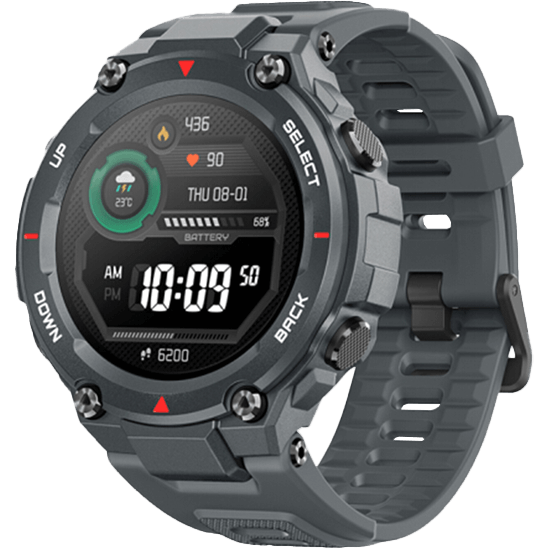 UP
SELECT
DOWN
BACK
436
90
23°C
THU 08-01
68%
BATTERY
AM
PM
10:09 50
6200